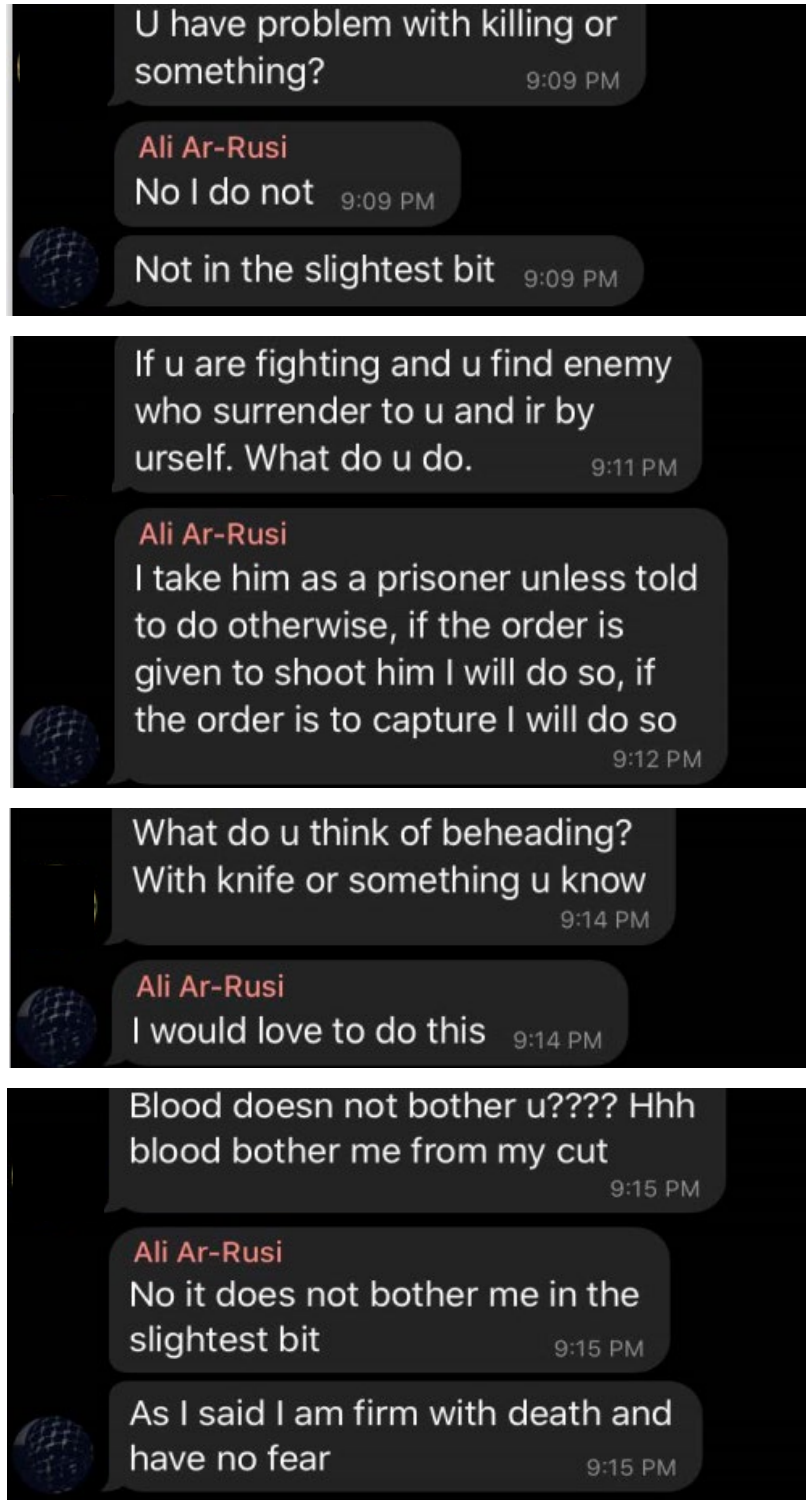 U have problem with killing or
something?
9:09 PM
Ali Ar-Rusi
No I do not 9:09 PM
Not in the slightest bit 9:09 PM
If u are fighting and u find enemy
who surrender to u and ir by
urself. What do u do.
9:11 PM
Ali Ar-Rusi
I take him as a prisoner unless told
to do otherwise, if the order is
given to shoot him I will do so, if
the order is to capture I will do so
9:12 PM
What do u think of beheading?
With knife or something u know
9:14 PM
Ali Ar-Rusi
I would love to do this 9:14 PM
Blood doesn not bother u???? Hhh
blood bother me from my cut
9:15 PM
Ali Ar-Rusi
No it does not bother me in the
slightest bit 9:15 PM
As I said I am firm with death and
have no fear 9:15 PM